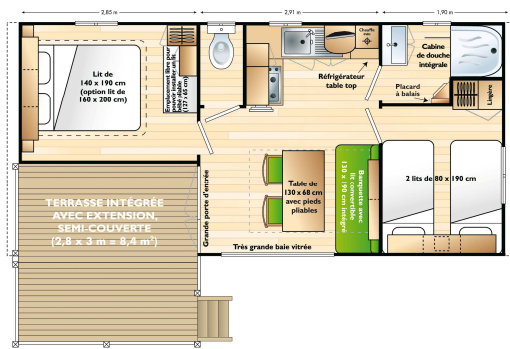 2,85 m
2,91 m
1,90 m
Lit de
140 x 190 cm
(option lit de
160 x 200 cm)
Emplacement libre pour
pouvoir installer un lit
bébé pliable
(127 x 65 cm)
Chauffe
eau
Réfrigérateur
table top
Cabine
de douche
intégrale
Placard
à balais
Lingère
2 lits de 80 x 190 cm
Grande porte d'entrée
Table de
130 x 68 cm
avec pieds
pliables
Banquette avec
lit convertible
130 x 190 cm intégré
Très grande baie vitrée
TERRASSE INTÉGRÉE
AVEC EXTENSION,
SEMI-COUVERTE
(2,8 x 3 m = 8,4 m²)